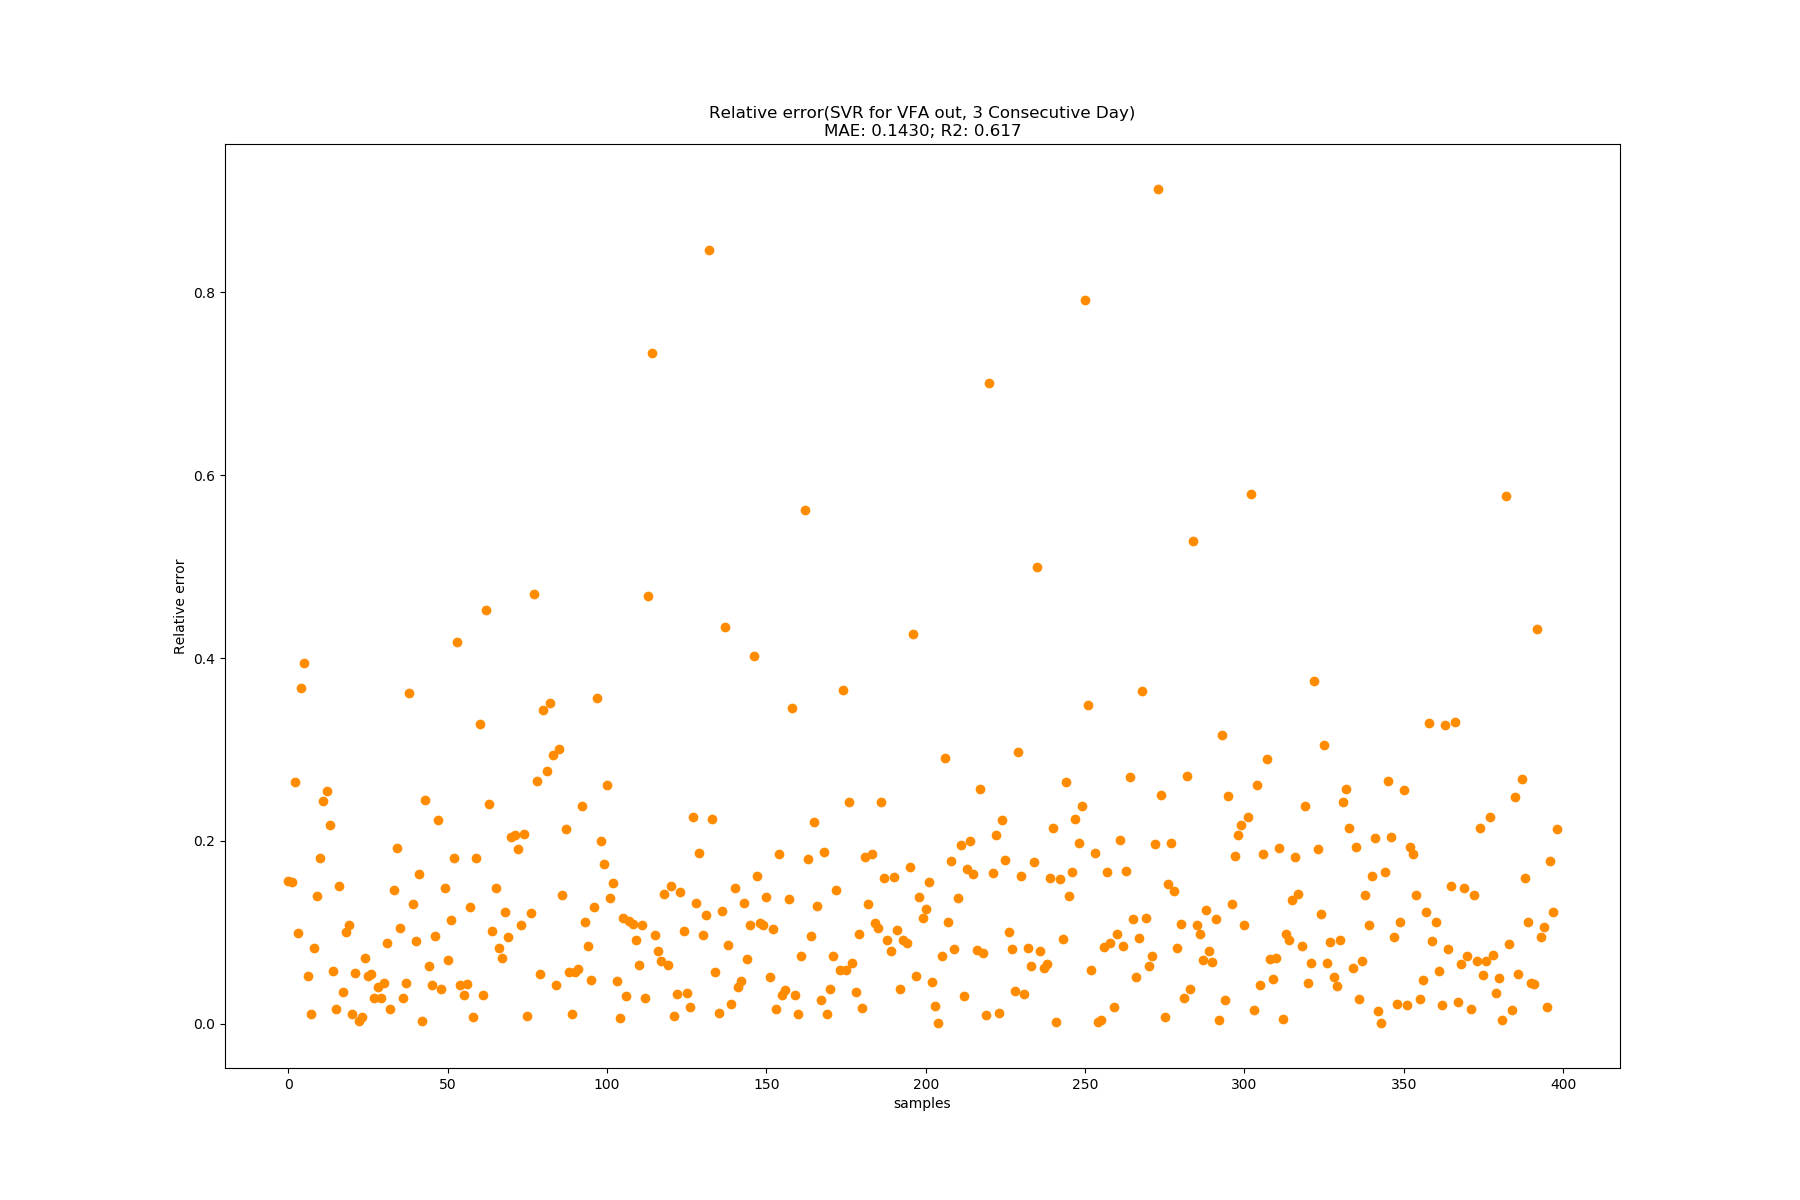 Relative error(SVR for VFA out, 3 Consecutive Day)
MAE: 0.1430; R2: 0.617
0.8
0.6
0.4
0.2
0.0
Relative error
0 50 100 150 200 250 300 350 400
samples